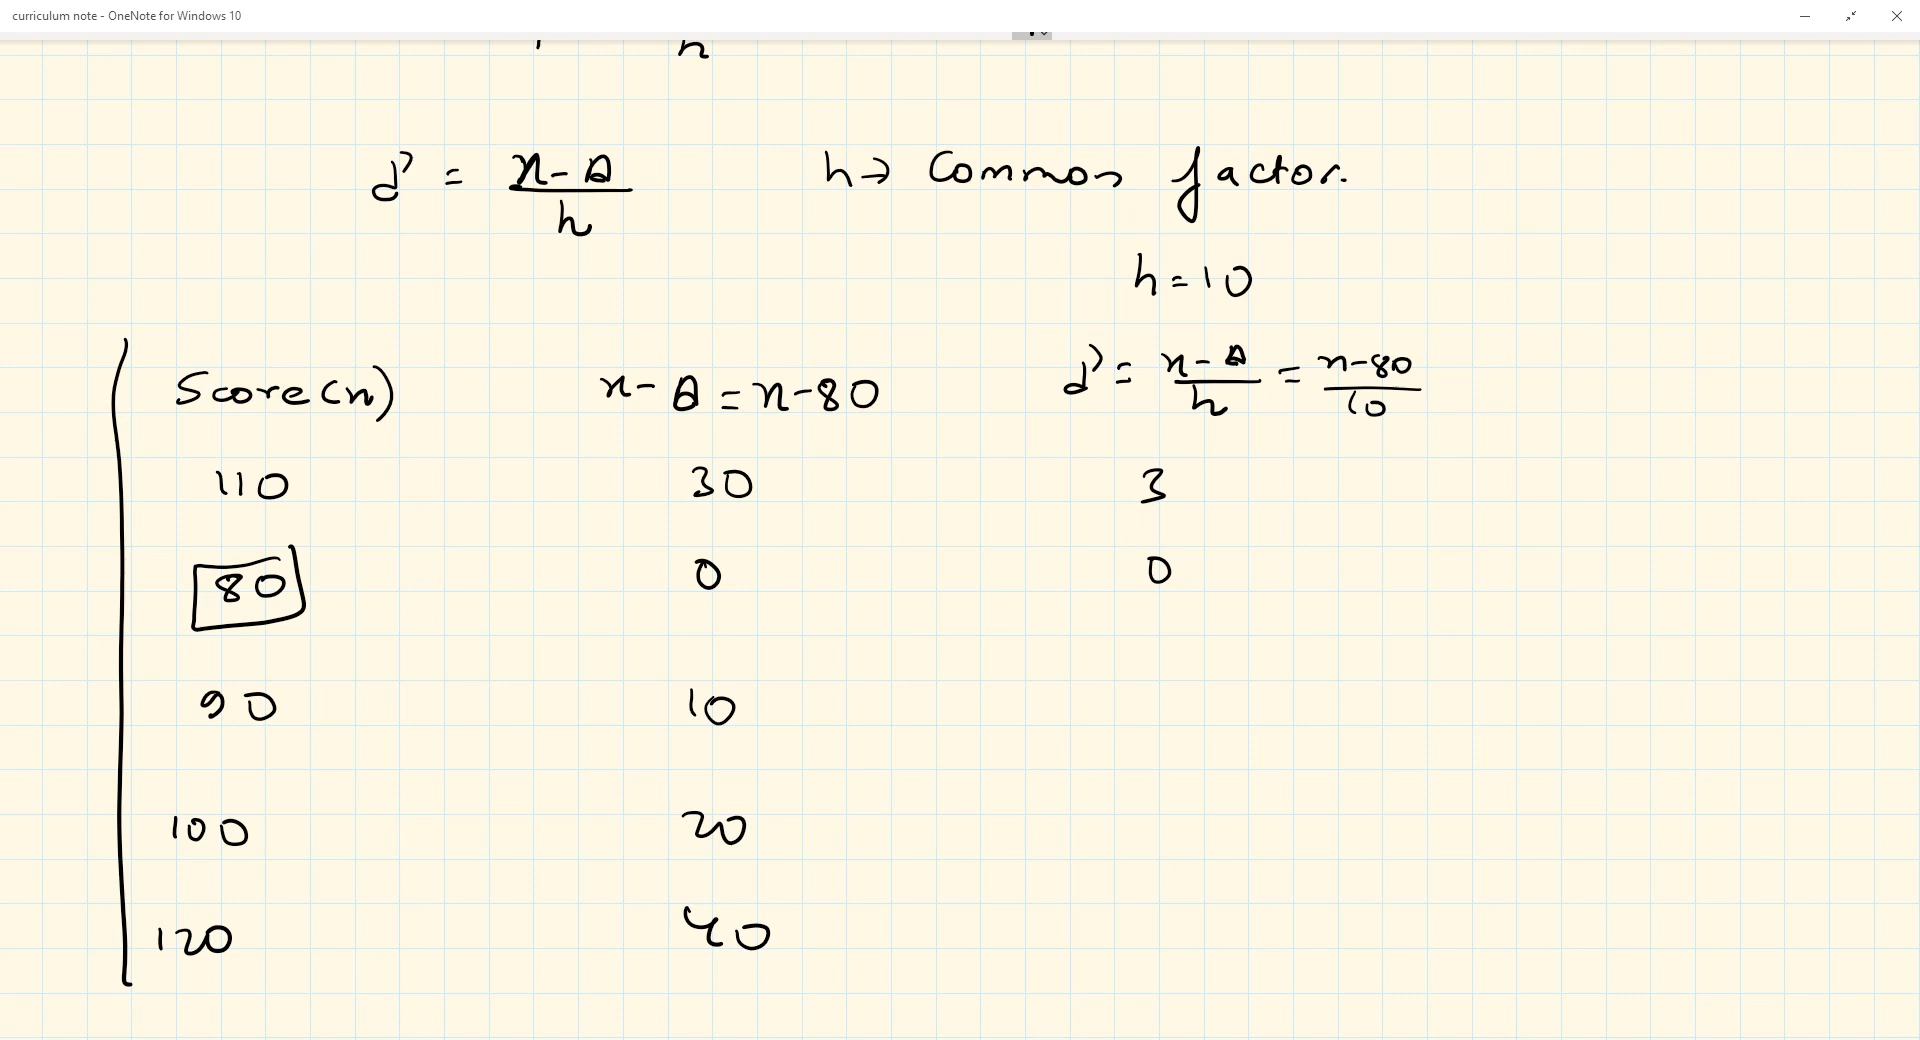 curriculum note - OneNote for Windows 10
h
d' = x-A/h h→ Common factor.
h=10
Score(x) x-A = x-80 d' = x-A/h = x-80/10
110 30 3
80 0 0
90 10
100 20
120 40